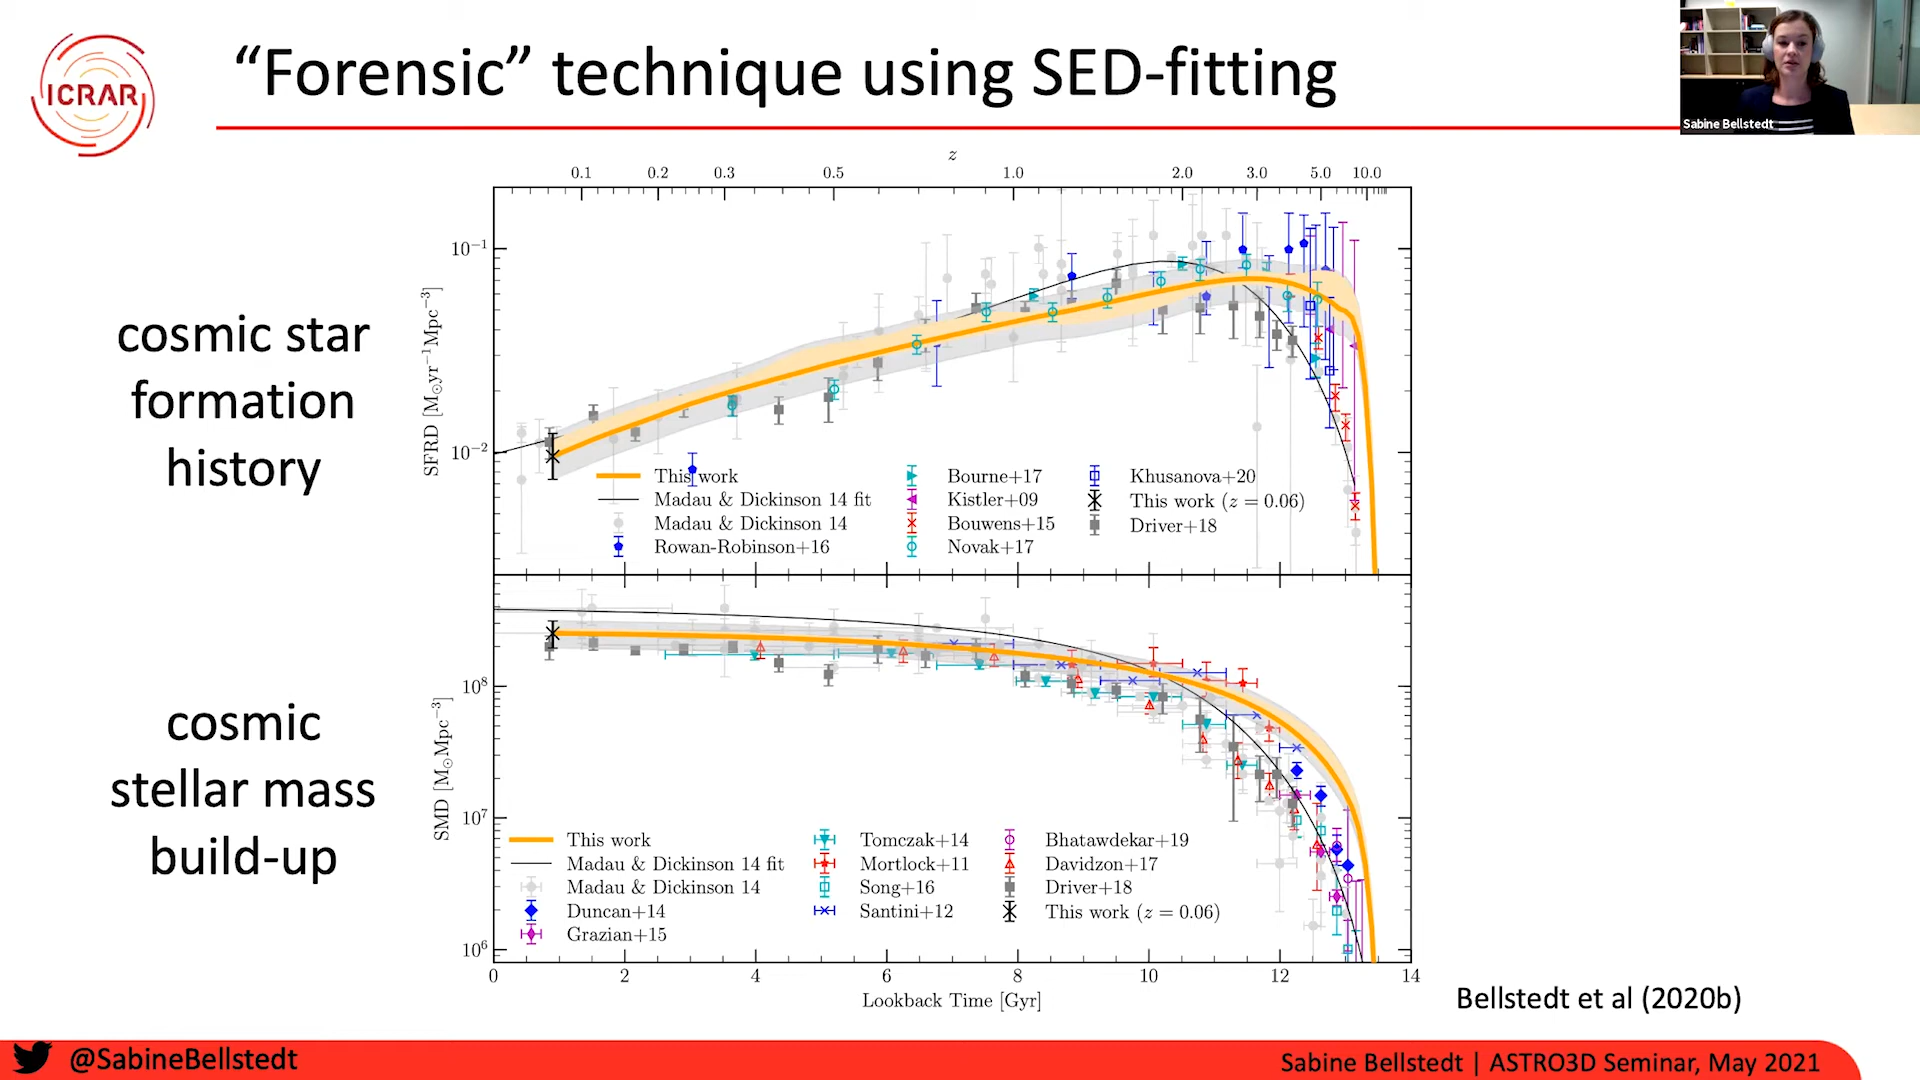 “Forensic” technique using SED-fitting
ICRAR
Sabine Bellstedt
z
0.1 0.2 0.3 0.5 1.0 2.0 3.0 5.0 10.0
cosmic star
formation
history
SFRD [M⊙yr⁻¹Mpc⁻³]
10⁻¹
10⁻²
This work
Madau & Dickinson 14 fit
Madau & Dickinson 14
Rowan-Robinson+16
Bourne+17
Kistler+09
Bouwens+15
Novak+17
Khusanova+20
This work (z = 0.06)
Driver+18
cosmic
stellar mass
build-up
SMD [M⊙Mpc⁻³]
10⁸
10⁷
10⁶
This work
Madau & Dickinson 14 fit
Madau & Dickinson 14
Duncan+14
Grazian+15
Tomczak+14
Mortlock+11
Song+16
Santini+12
Bhatawdekar+19
Davidzon+17
Driver+18
This work (z = 0.06)
0 2 4 6 8 10 12 14
Lookback Time [Gyr]
Bellstedt et al (2020b)
@SabineBellstedt
Sabine Bellstedt | ASTRO3D Seminar, May 2021